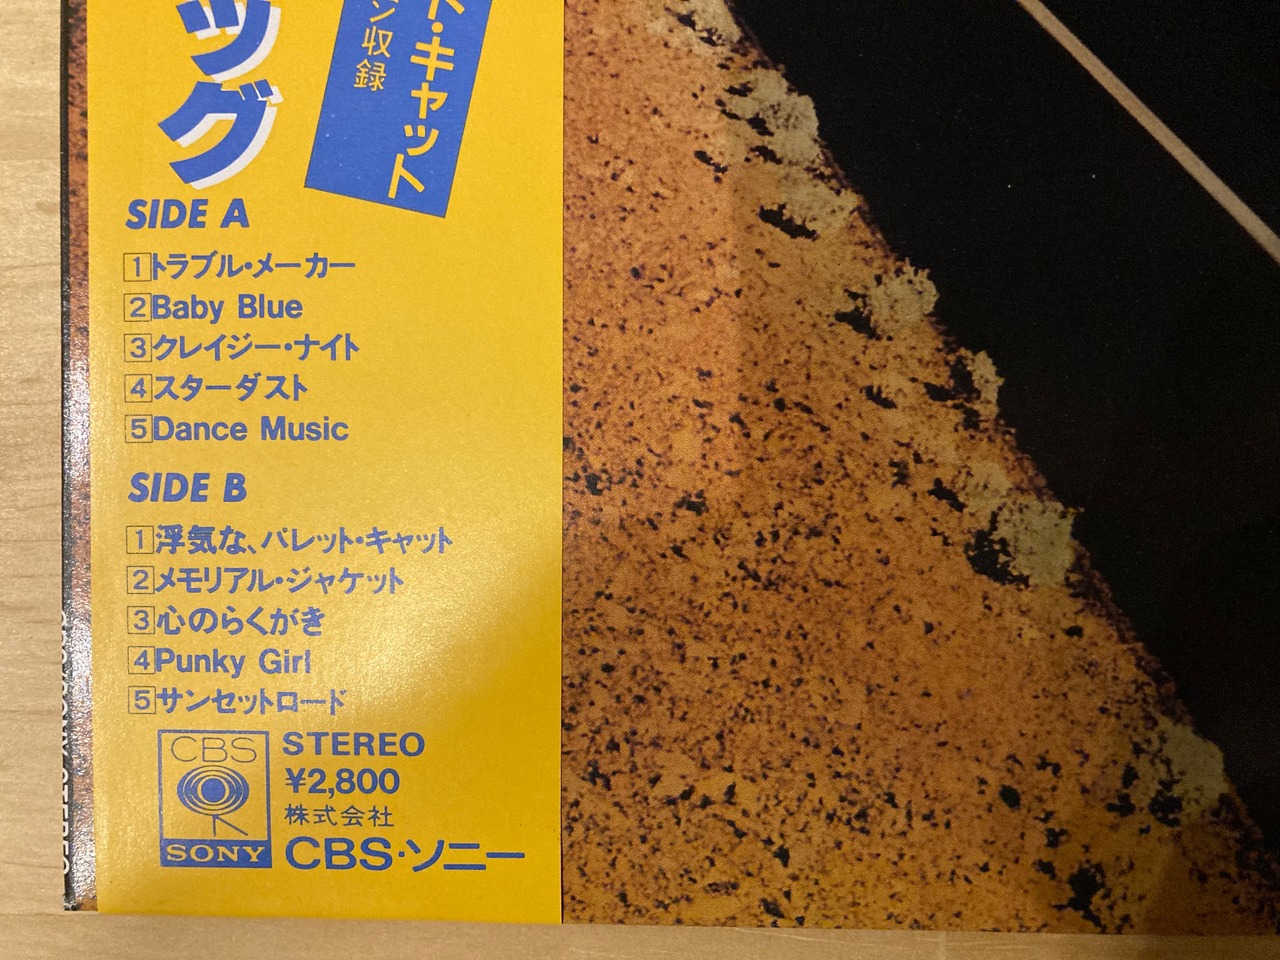 ッグ
ト・キャット
ン収録
SIDE A
1トラブル・メーカー
2Baby Blue
3クレイジー・ナイト
4スターダスト
5Dance Music
SIDE B
1浮気な、パレット・キャット
2メモリアル・ジャケット
3心のらくがき
4Punky Girl
5サンセットロード
CBS
SONY
STEREO
¥2,800
株式会社
CBS・ソニー